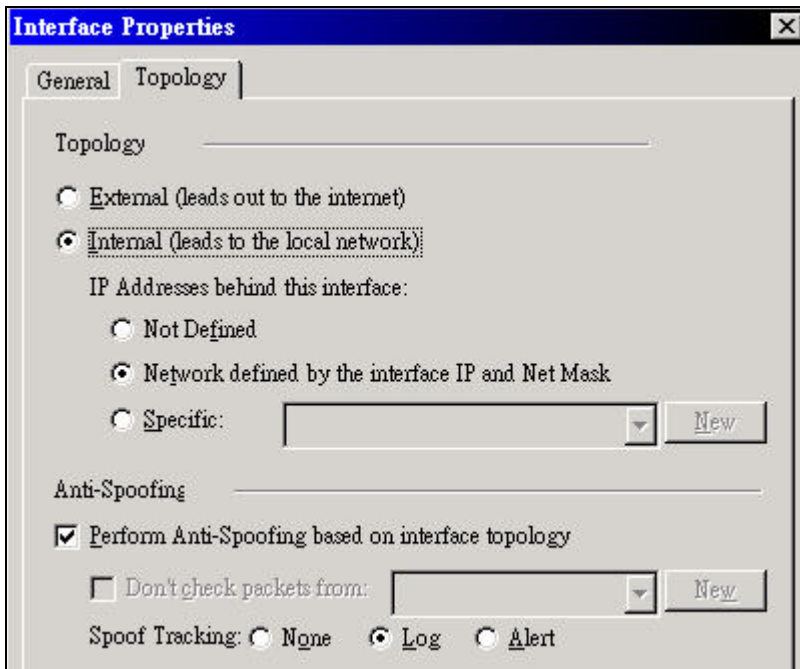 Interface Properties
General Topology
Topology
External (leads out to the internet)
Internal (leads to the local network)
IP Addresses behind this interface:
Not Defined
Network defined by the interface IP and Net Mask
Specific: New
Anti-Spoofing
Perform Anti-Spoofing based on interface topology
Don't check packets from: New
Spoof Tracking: None Log Alert